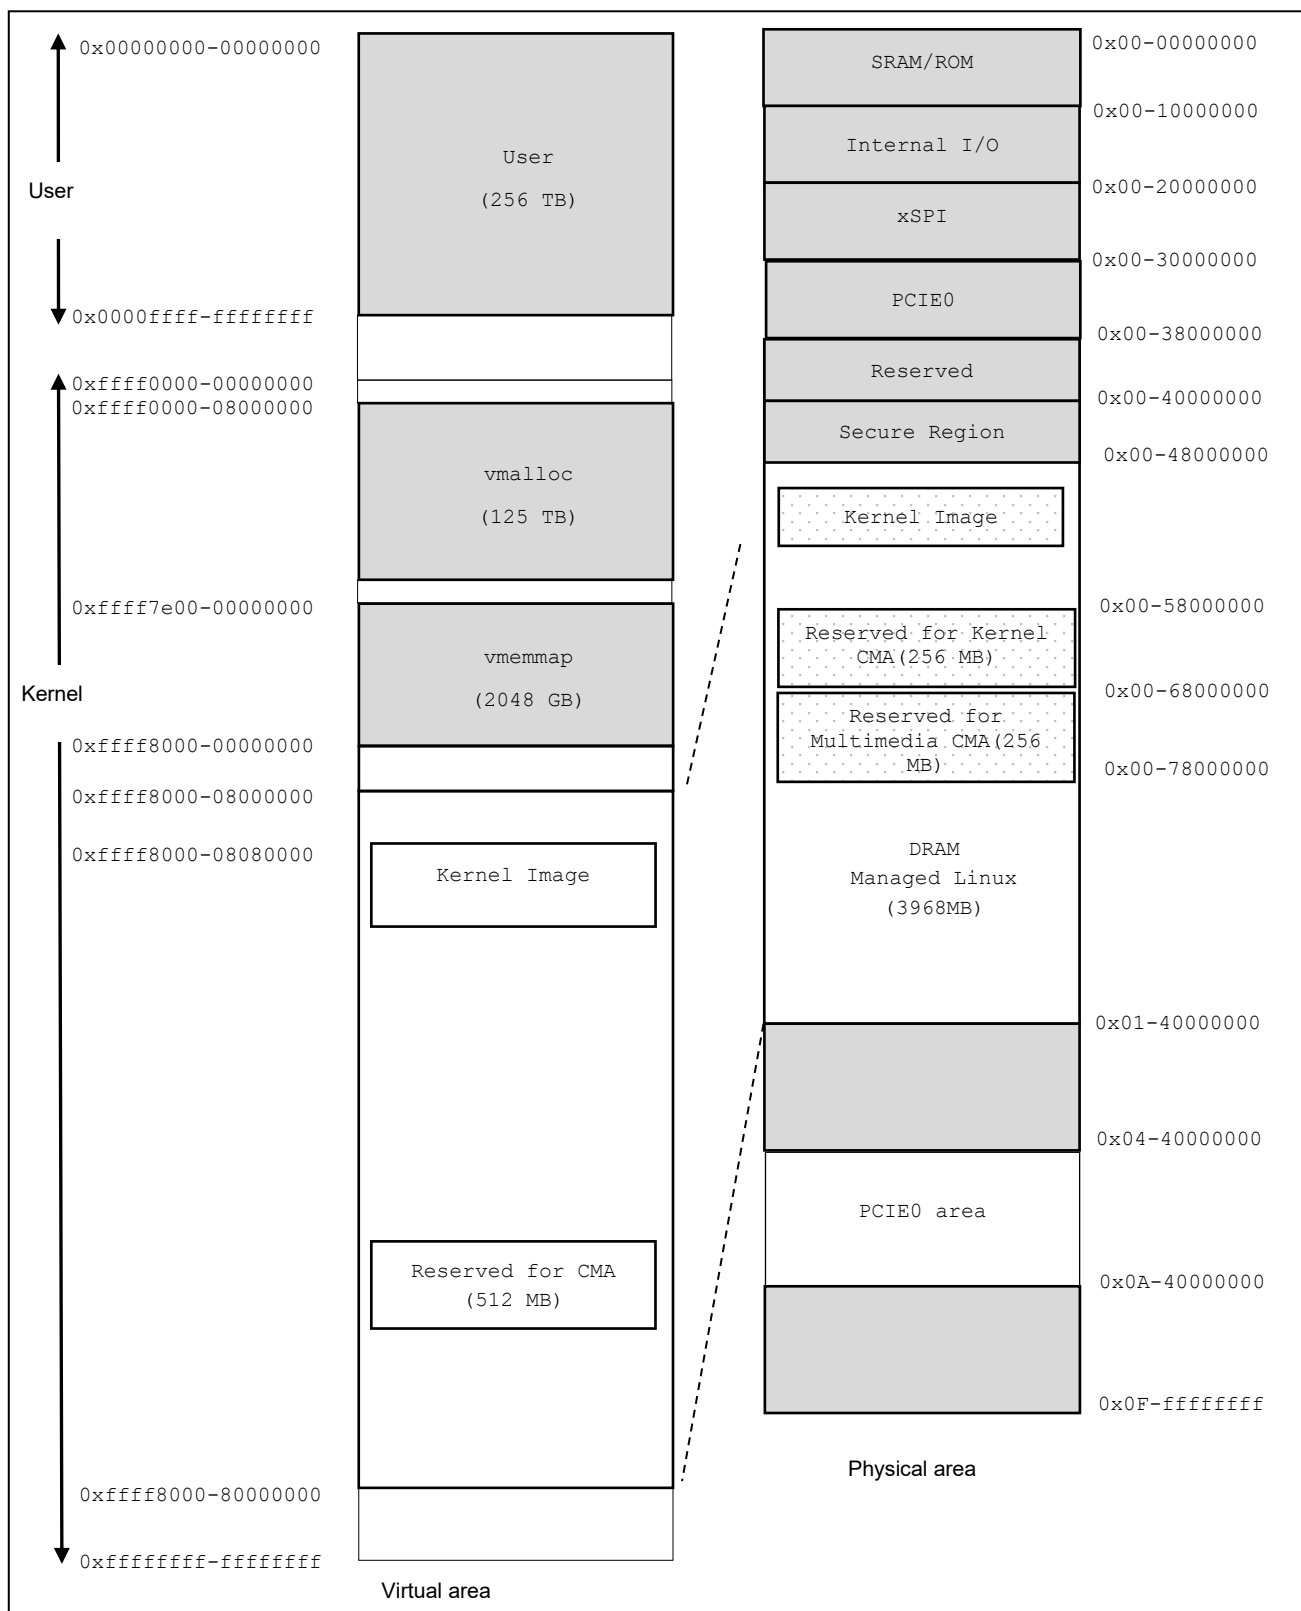 0x00000000-00000000
User
(256 TB)
User
0x0000ffff-ffffffff
0xffff0000-00000000
0xffff0000-08000000
vmalloc
(125 TB)
0xffff7e00-00000000
vmemmap
(2048 GB)
Kernel
0xffff8000-00000000
0xffff8000-08000000
0xffff8000-08080000
Kernel Image
Reserved for CMA
(512 MB)
0xffff8000-80000000
0xffffffff-ffffffff
Virtual area
SRAM/ROM
0x00-00000000
0x00-10000000
Internal I/O
0x00-20000000
xSPI
0x00-30000000
PCIE0
0x00-38000000
Reserved
0x00-40000000
Secure Region
0x00-48000000
Kernel Image
0x00-58000000
Reserved for Kernel
CMA(256 MB)
0x00-68000000
Reserved for
Multimedia CMA(256
MB)
0x00-78000000
DRAM
Managed Linux
(3968MB)
0x01-40000000
0x04-40000000
PCIE0 area
0x0A-40000000
0x0F-ffffffff
Physical area